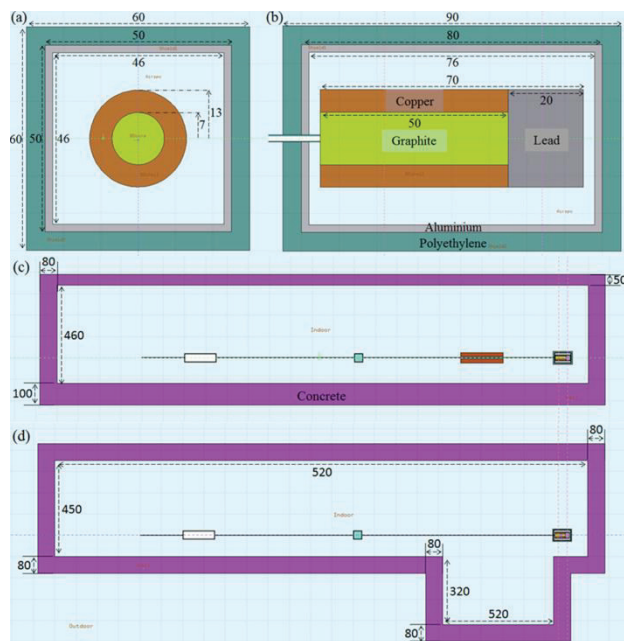 (a)
60
50
46
60
50
46
13
7
(b)
90
80
76
70
Copper
20
50
Graphite
Lead
Aluminium
Polyethylene
(c)
80
50
460
Indoor
100
Concrete
(d)
80
520
450
Indoor
80
80
320
520
80
Outdoor